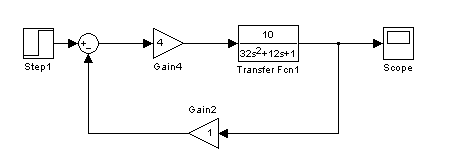 10
4
32s²+12s+1
Step1
Gain4
Transfer Fcn1
Scope
Gain2
1